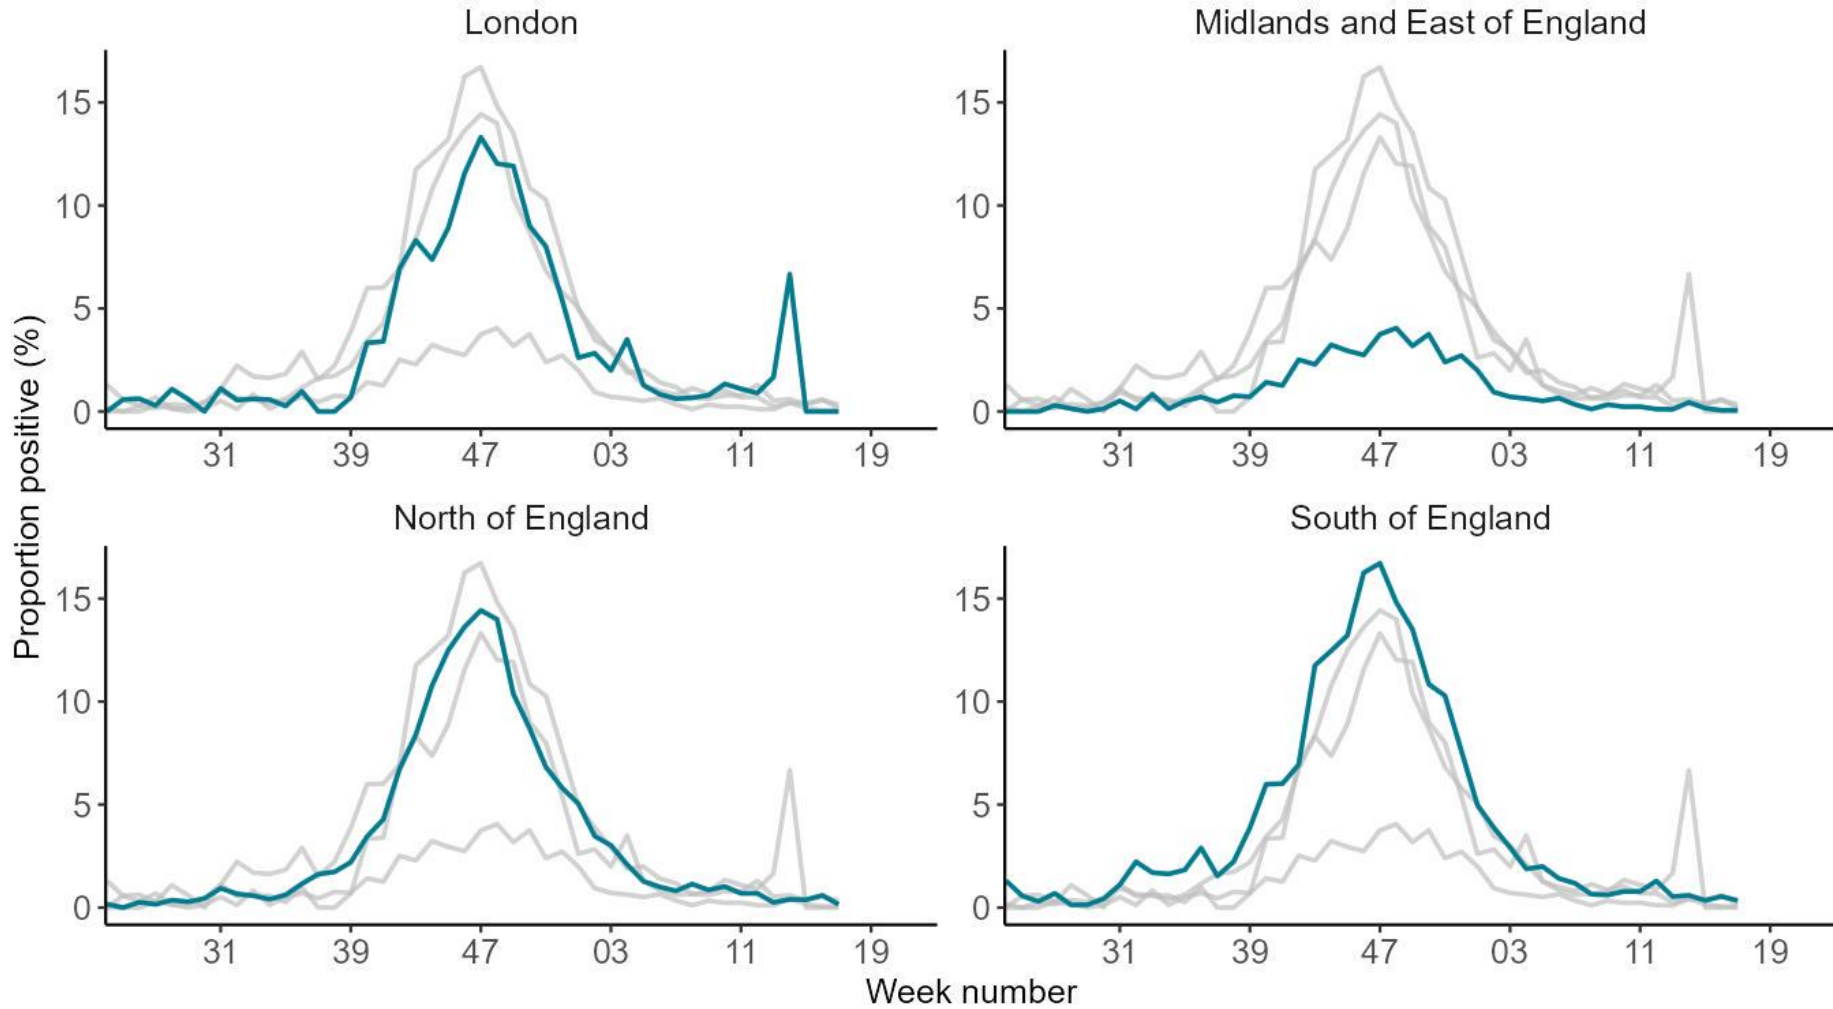 London
Midlands and East of England
15
10
5
0
31 39 47 03 11 19
15
10
5
0
31 39 47 03 11 19
North of England
South of England
15
10
5
0
31 39 47 03 11 19
15
10
5
0
31 39 47 03 11 19
Proportion positive (%)
Week number